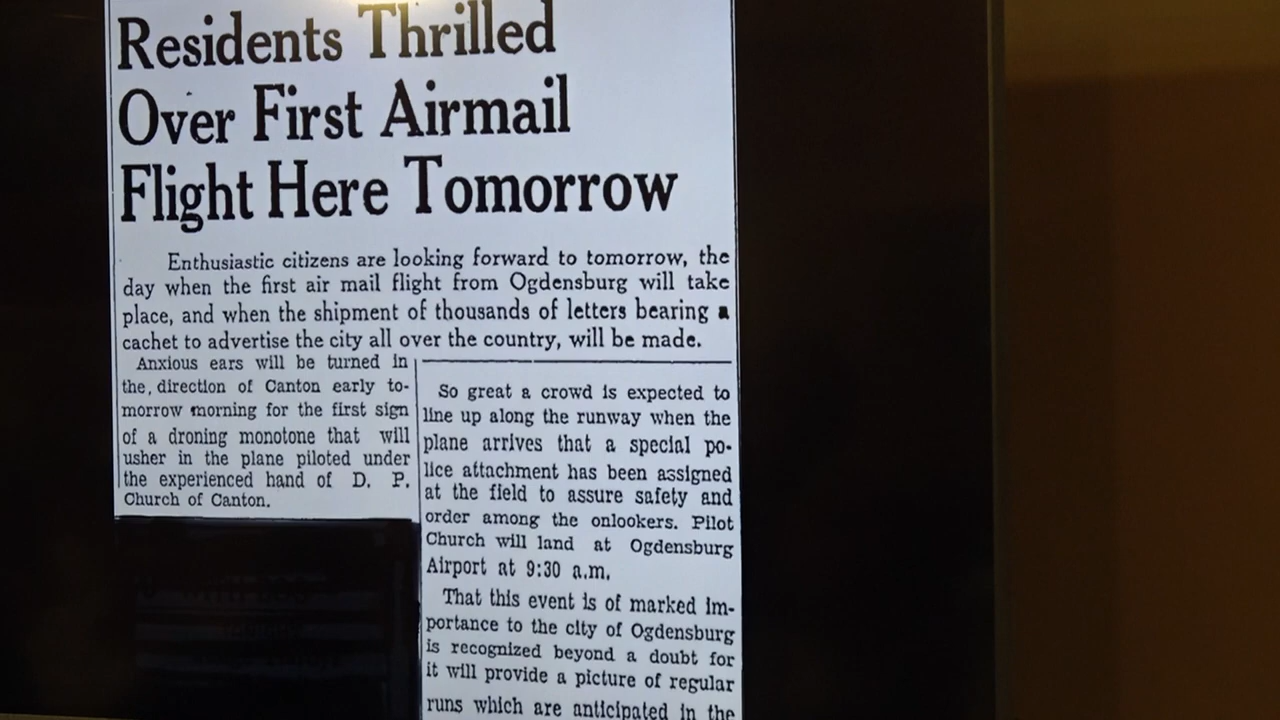 Residents Thrilled
Over First Airmail
Flight Here Tomorrow
Enthusiastic citizens are looking forward to tomorrow, the
day when the first air mail flight from Ogdensburg will take
place, and when the shipment of thousands of letters bearing a
cachet to advertise the city all over the country, will be made.
Anxious ears will be turned in
the, direction of Canton early to-
morrow morning for the first sign
of a droning monotone that will
usher in the plane piloted under
the experienced hand of D. P.
Church of Canton.
So great a crowd is expected to
line up along the runway when the
plane arrives that a special po-
lice attachment has been assigned
at the field to assure safety and
order among the onlookers. Pilot
Church will land at Ogdensburg
Airport at 9:30 a.m.
That this event is of marked im-
portance to the city of Ogdensburg
is recognized beyond a doubt for
it will provide a picture of regular
runs which are anticipated in the